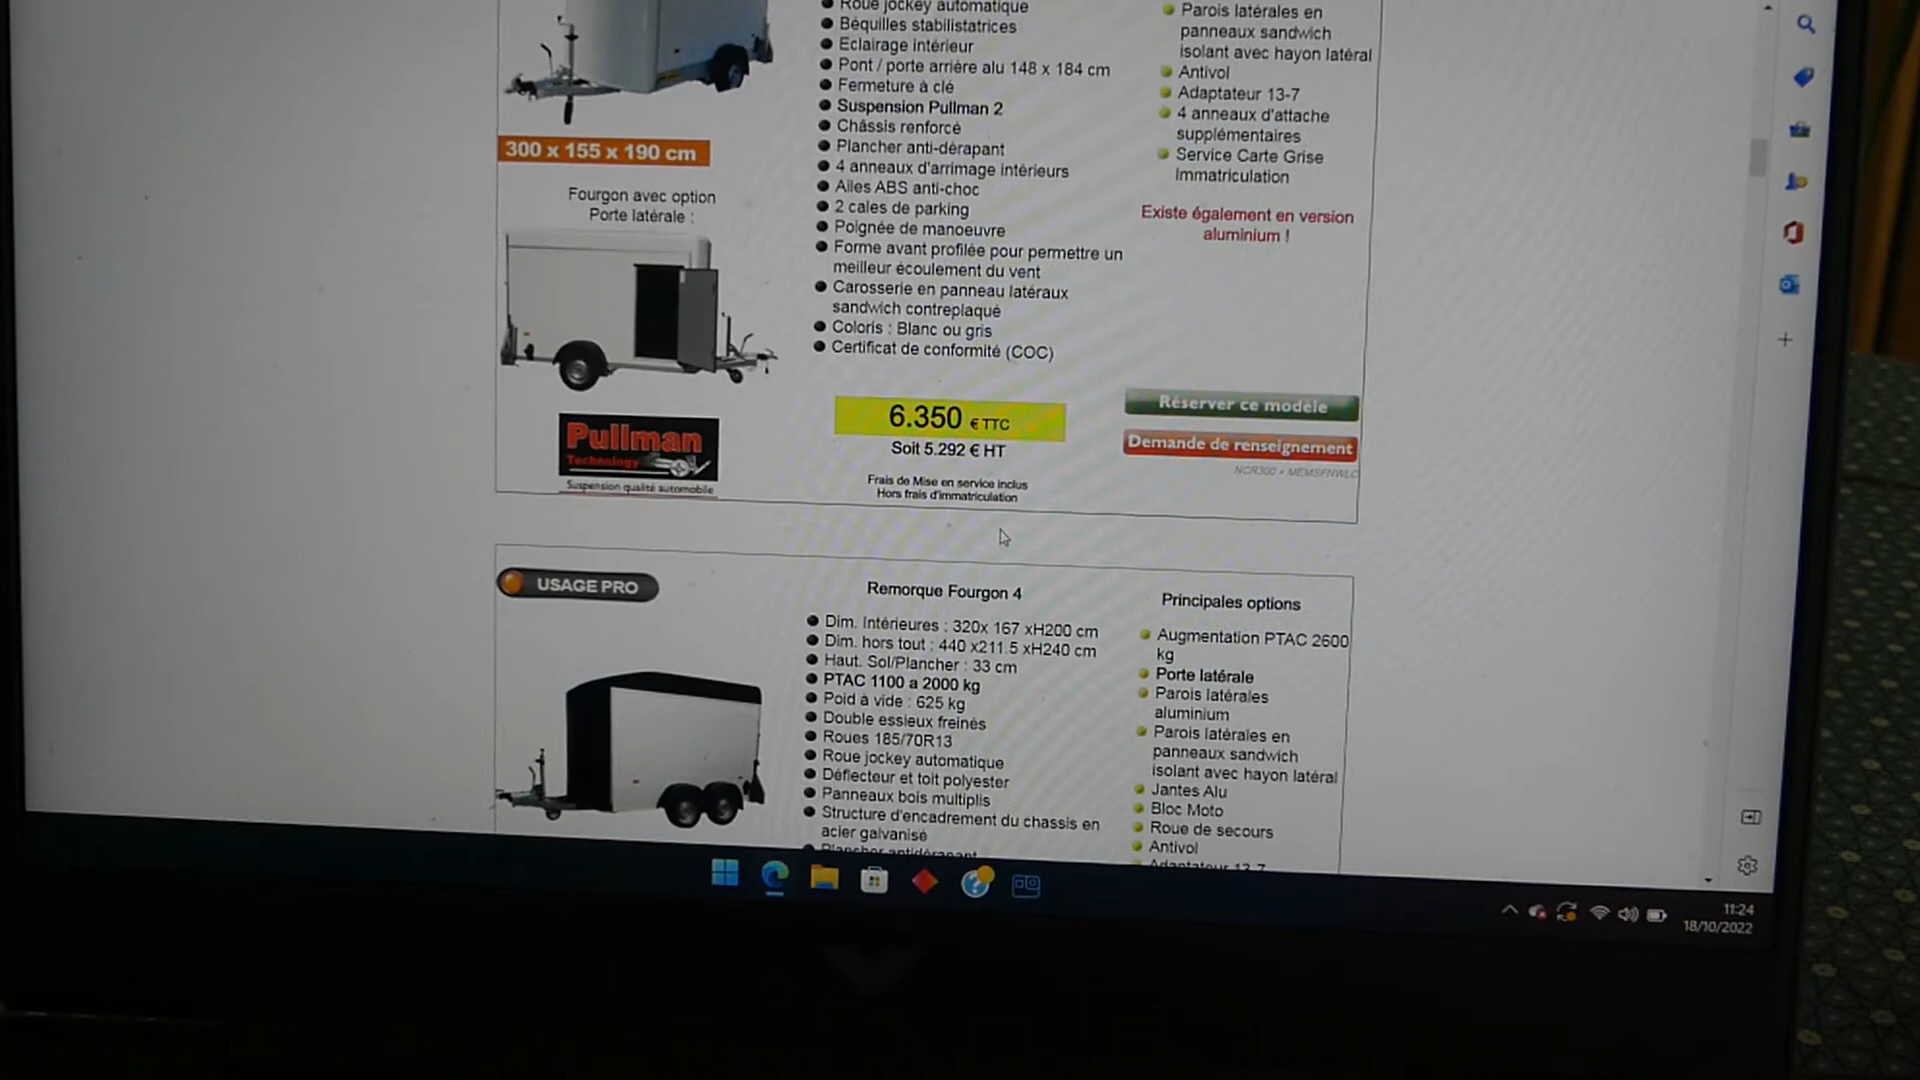 Roue jockey automatique
Béquilles stabilistatrices
Eclairage intérieur
Pont / porte arrière alu 148 x 184 cm
Fermeture à clé
Suspension Pullman 2
Châssis renforcé
Plancher anti-dérapant
4 anneaux d'arrimage intérieurs
Ailes ABS anti-choc
2 cales de parking
Poignée de manoeuvre
Forme avant profilée pour permettre un
meilleur écoulement du vent
Carosserie en panneau latéraux
sandwich contreplaqué
Coloris : Blanc ou gris
Certificat de conformité (COC)
Parois latérales en
panneaux sandwich
isolant avec hayon latéral
Antivol
Adaptateur 13-7
4 anneaux d'attache
supplémentaires
Service Carte Grise
Immatriculation
Existe également en version
aluminium !
300 x 155 x 190 cm
Fourgon avec option
Porte latérale :
Pullman
Technology
Suspension qualité automobile
6.350 € TTC
Soit 5.292 € HT
Frais de Mise en service inclus
Hors frais d'immatriculation
Réserver ce modèle
Demande de renseignement
NCR300 • MEMSFNWLC
USAGE PRO
Remorque Fourgon 4
Dim. Intérieures : 320x 167 xH200 cm
Dim. hors tout : 440 x211.5 xH240 cm
Haut. Sol/Plancher : 33 cm
PTAC 1100 a 2000 kg
Poid à vide : 625 kg
Double essieux freinés
Roues 185/70R13
Roue jockey automatique
Déflecteur et toit polyester
Panneaux bois multiplis
Structure d'encadrement du chassis en
acier galvanisé
Plancher antidérapant
Principales options
Augmentation PTAC 2600
kg
Porte latérale
Parois latérales
aluminium
Parois latérales en
panneaux sandwich
isolant avec hayon latéral
Jantes Alu
Bloc Moto
Roue de secours
Antivol
Adaptateur 13-7
11:24
18/10/2022